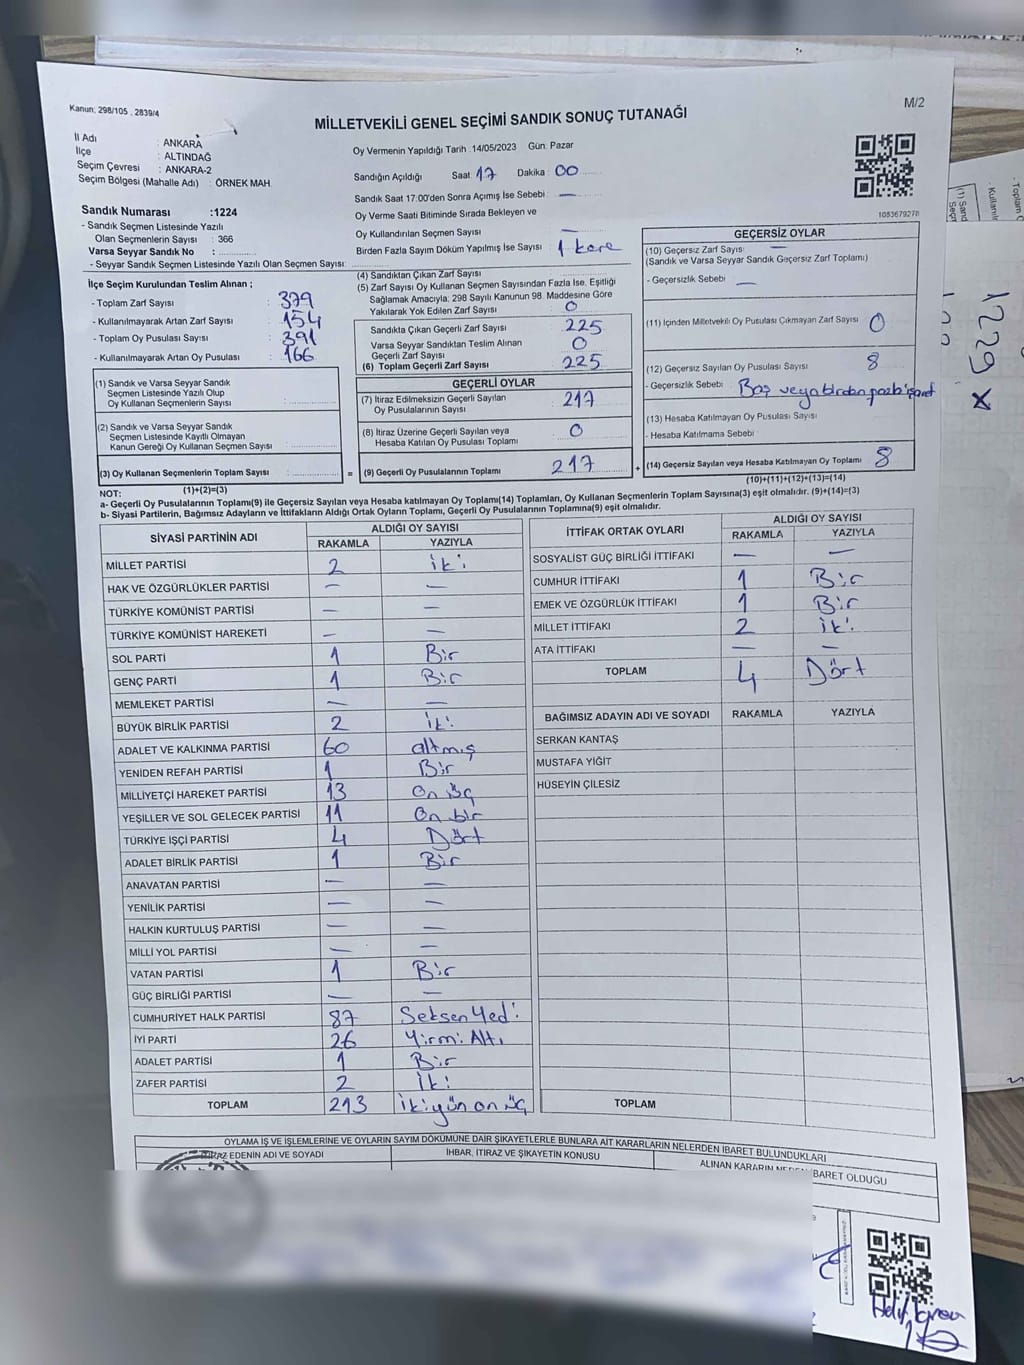 Kanun: 298/105 , 2839/4
M/2
MİLLETVEKİLİ GENEL SEÇİMİ SANDIK SONUÇ TUTANAĞI
İl Adı : ANKARA
İlçe : ALTINDAĞ
Seçim Çevresi : ANKARA-2
Seçim Bölgesi (Mahalle Adı) : ÖRNEK MAH.
Sandık Numarası :1224
- Sandık Seçmen Listesinde Yazılı
Olan Seçmenlerin Sayısı : 366
Varsa Seyyar Sandık No :
- Seyyar Sandık Seçmen Listesinde Yazılı Olan Seçmen Sayısı:
Oy Vermenin Yapıldığı Tarih :14/05/2023 Gün: Pazar
Sandığın Açıldığı Saat: 17 Dakika: 00
Sandık Saat 17:00'den Sonra Açımış İse Sebebi : —
Oy Verme Saati Bitiminde Sırada Bekleyen ve
Oy Kullandırılan Seçmen Sayısı : —
Birden Fazla Sayım Döküm Yapılmış İse Sayısı : 1 kere
1083679278
İlçe Seçim Kurulundan Teslim Alınan ;
- Toplam Zarf Sayısı : 379
- Kullanılmayarak Artan Zarf Sayısı : 154
- Toplam Oy Pusulası Sayısı : 391
- Kullanılmayarak Artan Oy Pusulası : 166
(4) Sandıktan Çıkan Zarf Sayısı
(5) Zarf Sayısı Oy Kullanan Seçmen Sayısından Fazla İse, Eşitliği
Sağlamak Amacıyla; 298 Sayılı Kanunun 98. Maddesine Göre
Yakılarak Yok Edilen Zarf Sayısı : 0
Sandıkta Çıkan Geçerli Zarf Sayısı : 225
Varsa Seyyar Sandıktan Teslim Alınan
Geçerli Zarf Sayısı : 0
(6) Toplam Geçerli Zarf Sayısı : 225
GEÇERSİZ OYLAR
(10) Geçersiz Zarf Sayısı : —
(Sandık ve Varsa Seyyar Sandık Geçersiz Zarf Toplamı)
- Geçersizlik Sebebi : —
(11) İçinden Milletvekili Oy Pusulası Çıkmayan Zarf Sayısı : 0
(12) Geçersiz Sayılan Oy Pusulası Sayısı : 8
- Geçersizlik Sebebi : Boş veya birden fazla işaret
(13) Hesaba Katılmayan Oy Pusulası Sayısı
- Hesaba Katılmama Sebebi :
(14) Geçersiz Sayılan veya Hesaba Katılmayan Oy Toplamı : 8
(10)+(11)+(12)+(13)=(14)
(1) Sandık ve Varsa Seyyar Sandık
Seçmen Listesinde Yazılı Olup
Oy Kullanan Seçmenlerin Sayısı :
(2) Sandık ve Varsa Seyyar Sandık
Seçmen Listesinde Kayıtlı Olmayan
Kanun Gereği Oy Kullanan Seçmen Sayısı :
(3) Oy Kullanan Seçmenlerin Toplam Sayısı :
(1)+(2)=(3)
GEÇERLİ OYLAR
(7) İtiraz Edilmeksizin Geçerli Sayılan
Oy Pusulalarının Sayısı : 217
(8) İtiraz Üzerine Geçerli Sayılan veya
Hesaba Katılan Oy Pusulası Toplamı : 0
= (9) Geçerli Oy Pusulalarının Toplamı : 217 +
NOT:
a- Geçerli Oy Pusulalarının Toplamı(9) ile Geçersiz Sayılan veya Hesaba katılmayan Oy Toplamı(14) Toplamları, Oy Kullanan Seçmenlerin Toplam Sayısına(3) eşit olmalıdır. (9)+(14)=(3)
b- Siyasi Partilerin, Bağımsız Adayların ve İttifakların Aldığı Ortak Oyların Toplamı, Geçerli Oy Pusulalarının Toplamına(9) eşit olmalıdır.
SİYASİ PARTİNİN ADI ALDIĞI OY SAYISI
RAKAMLA YAZIYLA
MİLLET PARTİSİ 2 iki
HAK VE ÖZGÜRLÜKLER PARTİSİ — —
TÜRKİYE KOMÜNİST PARTİSİ — —
TÜRKİYE KOMÜNİST HAREKETİ — —
SOL PARTİ 1 Bir
GENÇ PARTİ 1 Bir
MEMLEKET PARTİSİ — —
BÜYÜK BİRLİK PARTİSİ 2 iki
ADALET VE KALKINMA PARTİSİ 60 altmış
YENİDEN REFAH PARTİSİ 1 Bir
MİLLİYETÇİ HAREKET PARTİSİ 13 On üç
YEŞİLLER VE SOL GELECEK PARTİSİ 11 On bir
TÜRKİYE İŞÇİ PARTİSİ 4 Dört
ADALET BİRLİK PARTİSİ 1 Bir
ANAVATAN PARTİSİ — —
YENİLİK PARTİSİ — —
HALKIN KURTULUŞ PARTİSİ — —
MİLLİ YOL PARTİSİ — —
VATAN PARTİSİ 1 Bir
GÜÇ BİRLİĞİ PARTİSİ — —
CUMHURİYET HALK PARTİSİ 87 Seksen Yedi
İYİ PARTİ 26 Yirmi Altı
ADALET PARTİSİ 1 Bir
ZAFER PARTİSİ 2 İki
TOPLAM 213 İkiyün on üç
İTTİFAK ORTAK OYLARI ALDIĞI OY SAYISI
RAKAMLA YAZIYLA
SOSYALİST GÜÇ BİRLİĞİ İTTİFAKI — —
CUMHUR İTTİFAKI 1 Bir
EMEK VE ÖZGÜRLÜK İTTİFAKI 1 Bir
MİLLET İTTİFAKI 2 iki
ATA İTTİFAKI — —
TOPLAM 4 Dört
BAĞIMSIZ ADAYIN ADI VE SOYADI RAKAMLA YAZIYLA
SERKAN KANTAŞ
MUSTAFA YİĞİT
HÜSEYİN ÇİLESİZ
TOPLAM
OYLAMA İŞ VE İŞLEMLERİNE VE OYLARIN SAYIM DÖKÜMÜNE DAİR ŞİKAYETLERLE BUNLARA AİT KARARLARIN NELERDEN İBARET BULUNDUKLARI
İTİRAZ EDENİN ADI VE SOYADI
İHBAR, İTİRAZ VE ŞİKAYETİN KONUSU
ALINAN KARARIN NEDEN İBARET OLDUĞU
1229 X